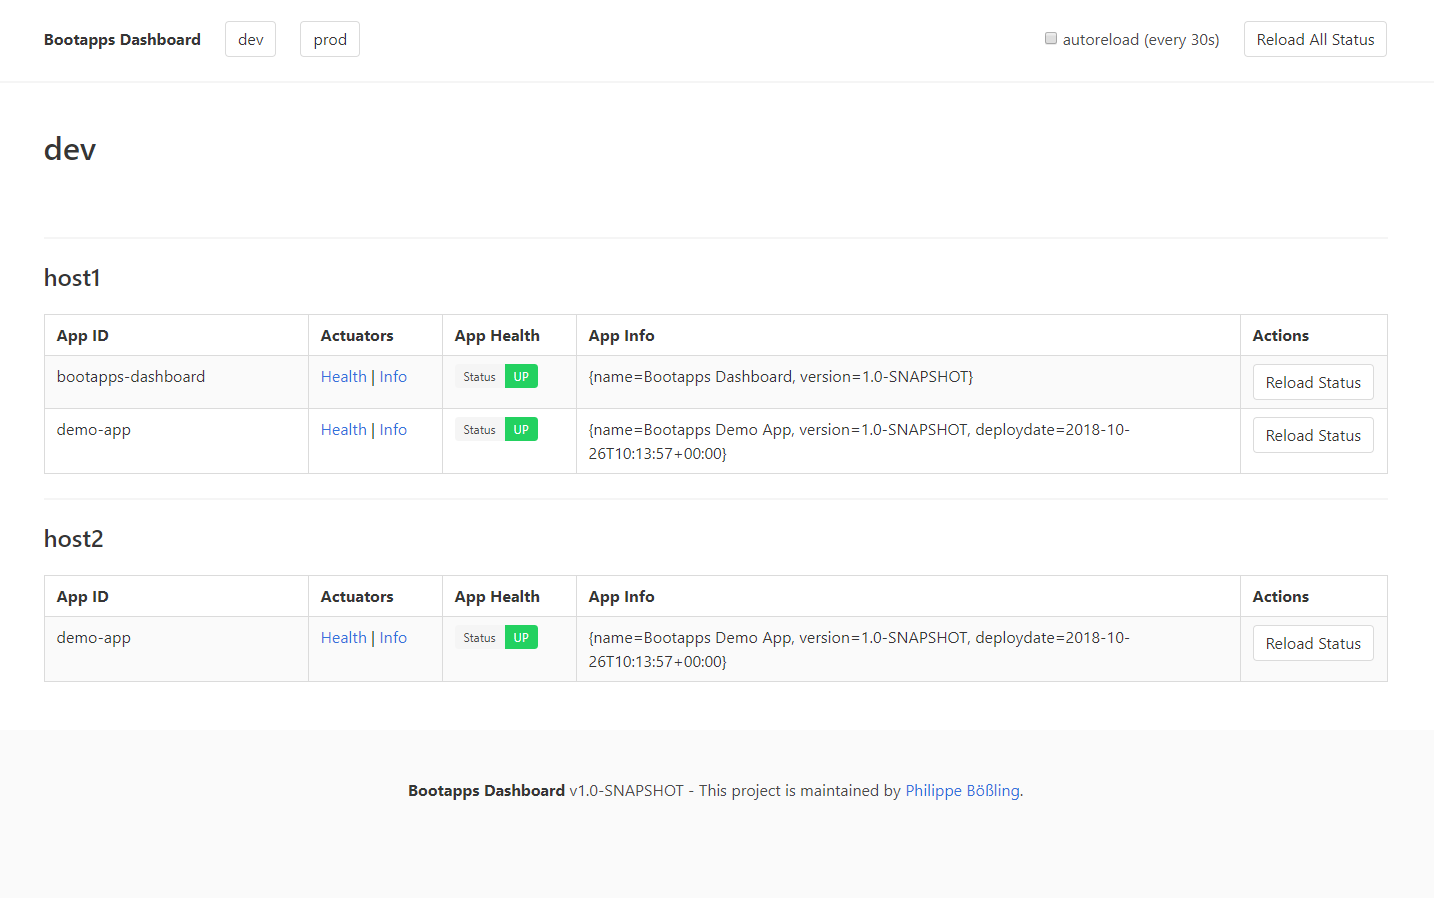 Bootapps Dashboard dev prod autoreload (every 30s) Reload All Status
dev
host1
App ID Actuators App Health App Info Actions
bootapps-dashboard Health | Info Status UP {name=Bootapps Dashboard, version=1.0-SNAPSHOT} Reload Status
demo-app Health | Info Status UP {name=Bootapps Demo App, version=1.0-SNAPSHOT, deploydate=2018-10-
26T10:13:57+00:00} Reload Status
host2
App ID Actuators App Health App Info Actions
demo-app Health | Info Status UP {name=Bootapps Demo App, version=1.0-SNAPSHOT, deploydate=2018-10-
26T10:13:57+00:00} Reload Status
Bootapps Dashboard v1.0-SNAPSHOT - This project is maintained by Philippe Bößling.